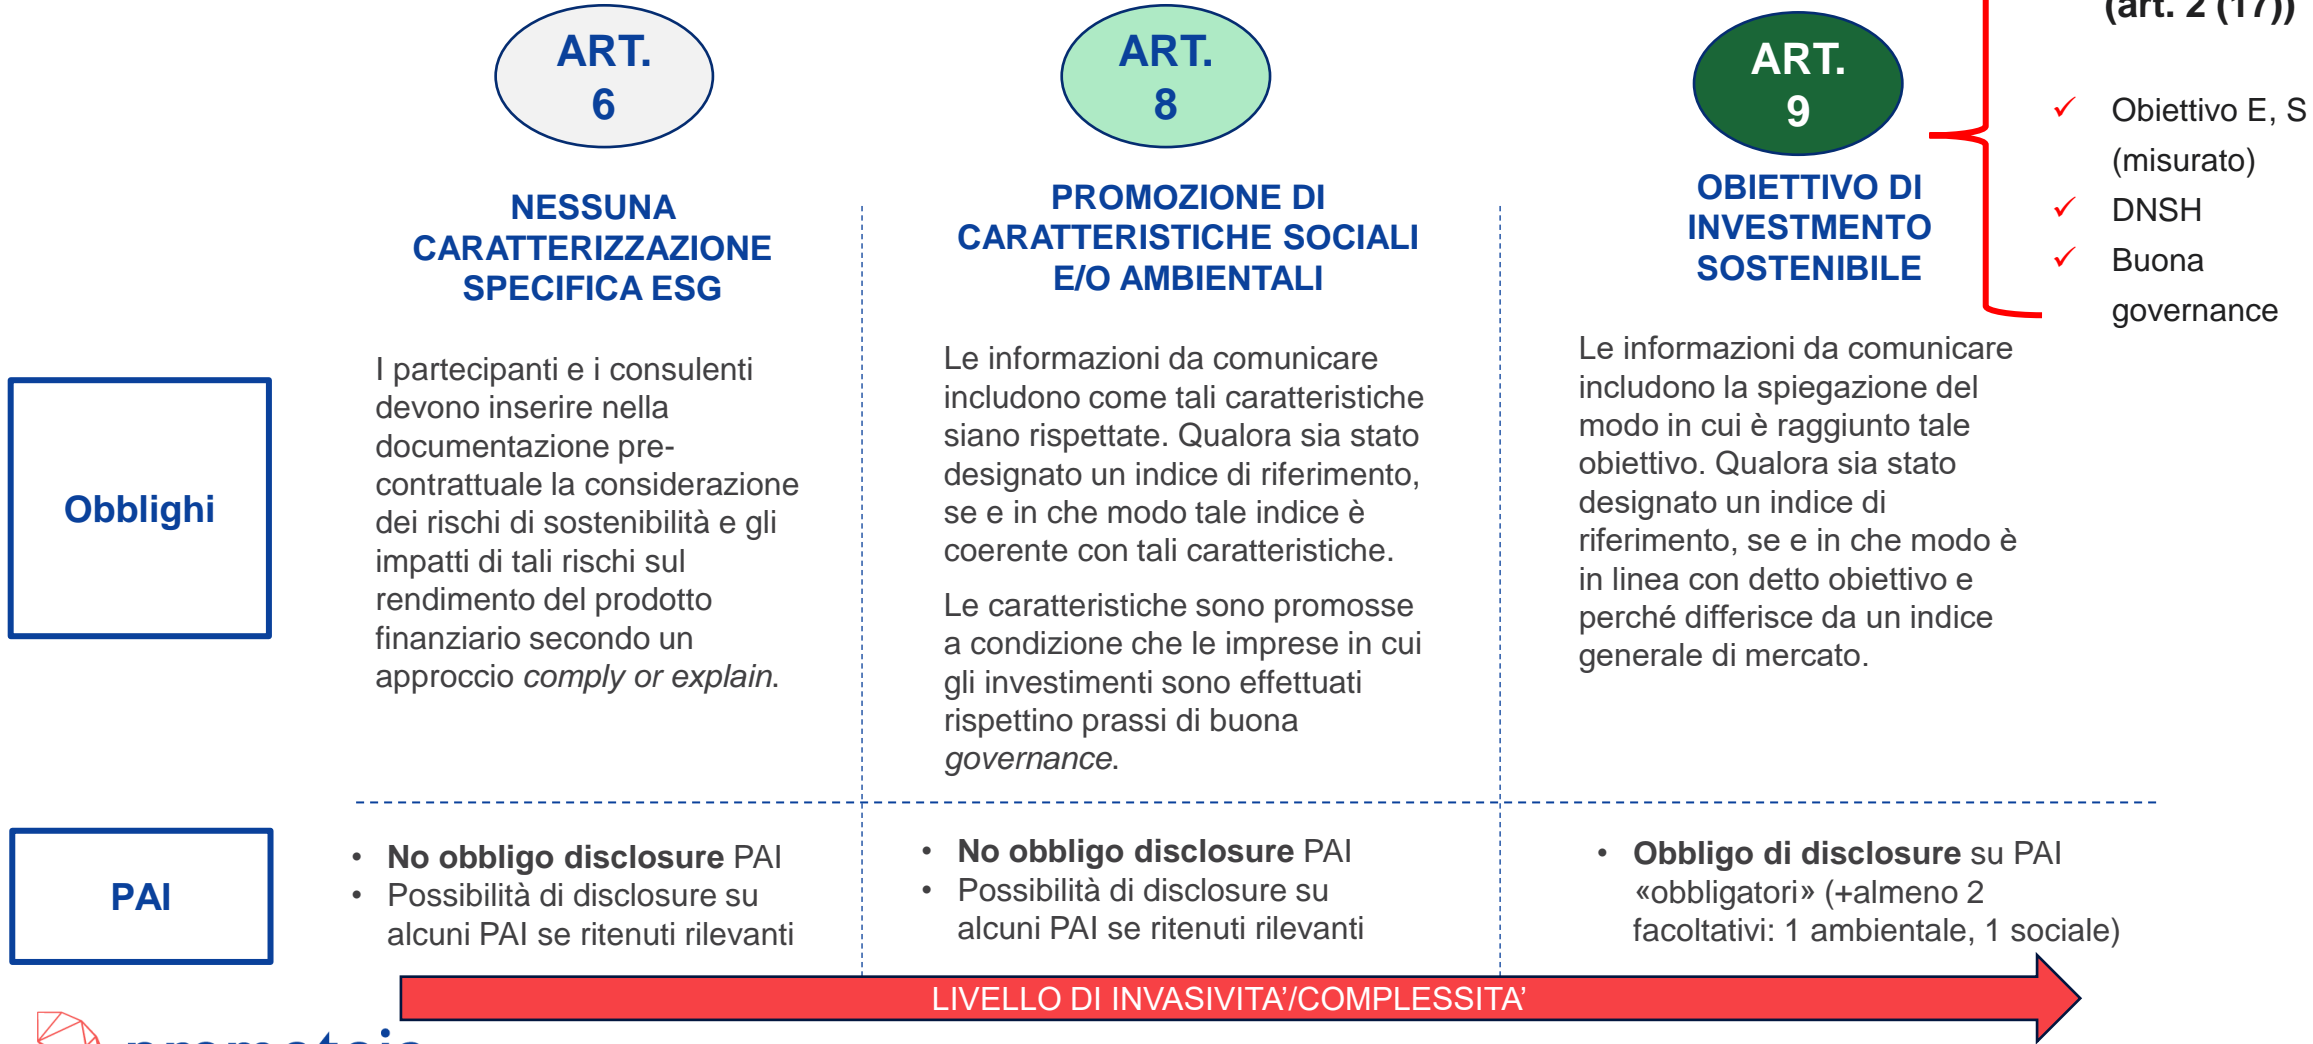 (art. 2 (17))
ART.
6
ART.
8
ART.
9
NESSUNA
CARATTERIZZAZIONE
SPECIFICA ESG
PROMOZIONE DI
CARATTERISTICHE SOCIALI
E/O AMBIENTALI
OBIETTIVO DI
INVESTMENTO
SOSTENIBILE
✓ Obiettivo E, S
(misurato)
✓ DNSH
✓ Buona
governance
Obblighi
I partecipanti e i consulenti
devono inserire nella
documentazione pre-
contrattuale la considerazione
dei rischi di sostenibilità e gli
impatti di tali rischi sul
rendimento del prodotto
finanziario secondo un
approccio comply or explain.
Le informazioni da comunicare
includono come tali caratteristiche
siano rispettate. Qualora sia stato
designato un indice di riferimento,
se e in che modo tale indice è
coerente con tali caratteristiche.
Le caratteristiche sono promosse
a condizione che le imprese in cui
gli investimenti sono effettuati
rispettino prassi di buona
governance.
Le informazioni da comunicare
includono la spiegazione del
modo in cui è raggiunto tale
obiettivo. Qualora sia stato
designato un indice di
riferimento, se e in che modo è
in linea con detto obiettivo e
perché differisce da un indice
generale di mercato.
PAI
• No obbligo disclosure PAI
• Possibilità di disclosure su
alcuni PAI se ritenuti rilevanti
• No obbligo disclosure PAI
• Possibilità di disclosure su
alcuni PAI se ritenuti rilevanti
• Obbligo di disclosure su PAI
«obbligatori» (+almeno 2
facoltativi: 1 ambientale, 1 sociale)
LIVELLO DI INVASIVITA’/COMPLESSITA’